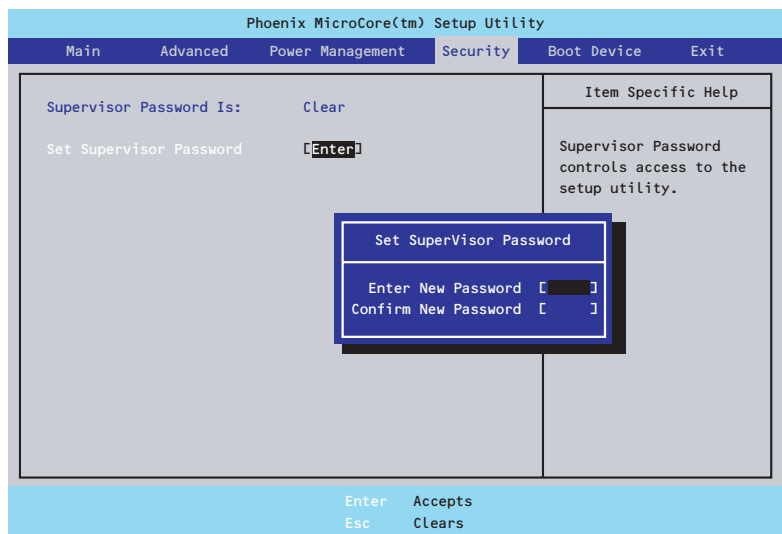 Phoenix MicroCore(tm) Setup Utility
Main Advanced Power Management Security Boot Device Exit
Supervisor Password Is: Clear
Set Supervisor Password [Enter]
Item Specific Help
Supervisor Password
controls access to the
setup utility.
Set SuperVisor Password
Enter New Password [ ]
Confirm New Password [ ]
Enter Accepts
Esc Clears